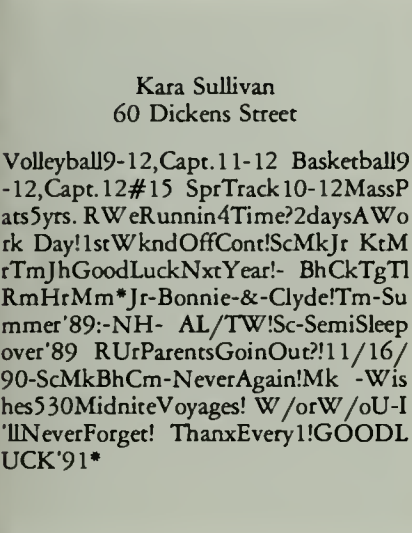 Kara Sullivan
60 Dickens Street
Volleyball9-12,Capt.11-12 Basketball9
-12,Capt.12#15 SprTrack10-12MassP
ats5yrs. RWeRunnin4Time?2daysAWo
rk Day!1stWkndOffCont!ScMkJr KtM
rTmJhGoodLuckNxtYear!- BhCkTgTl
RmHrMm*Jr-Bonnie-&-Clyde!Tm-Su
mmer'89:-NH- AL/TW!Sc-SemiSleep
over'89 RUrParentsGoinOut?!11/16/
90-ScMkBhCm-NeverAgain!Mk -Wis
hes530MidniteVoyages! W/orW/oU-I
'llNeverForget! ThanxEvery1!GOODL
UCK'91*